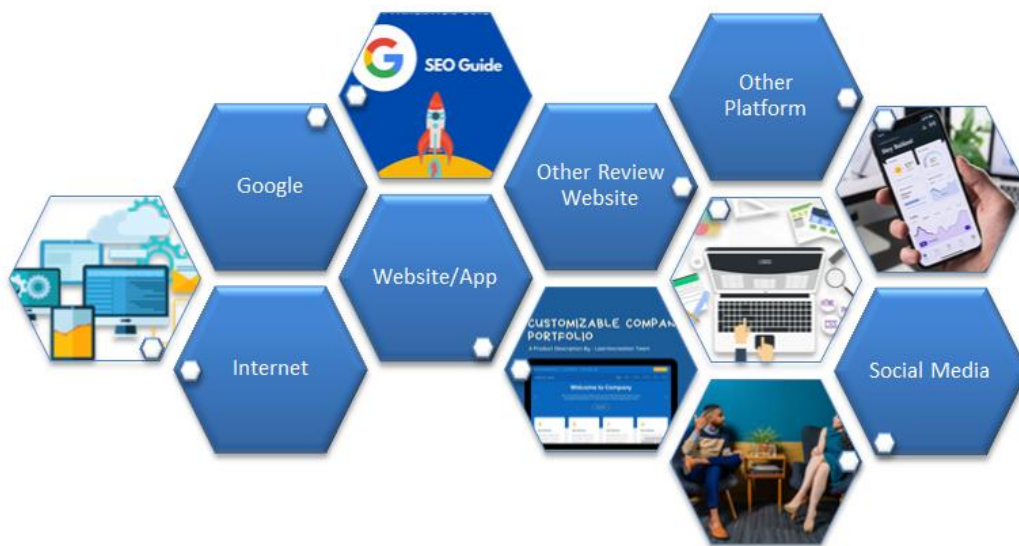 SEO Guide
Other
Platform
Google
Other Review
Website
Website/App
CUSTOMIZABLE COMPAN
PORTFOLIO
Welcome to Company
Internet
Social Media